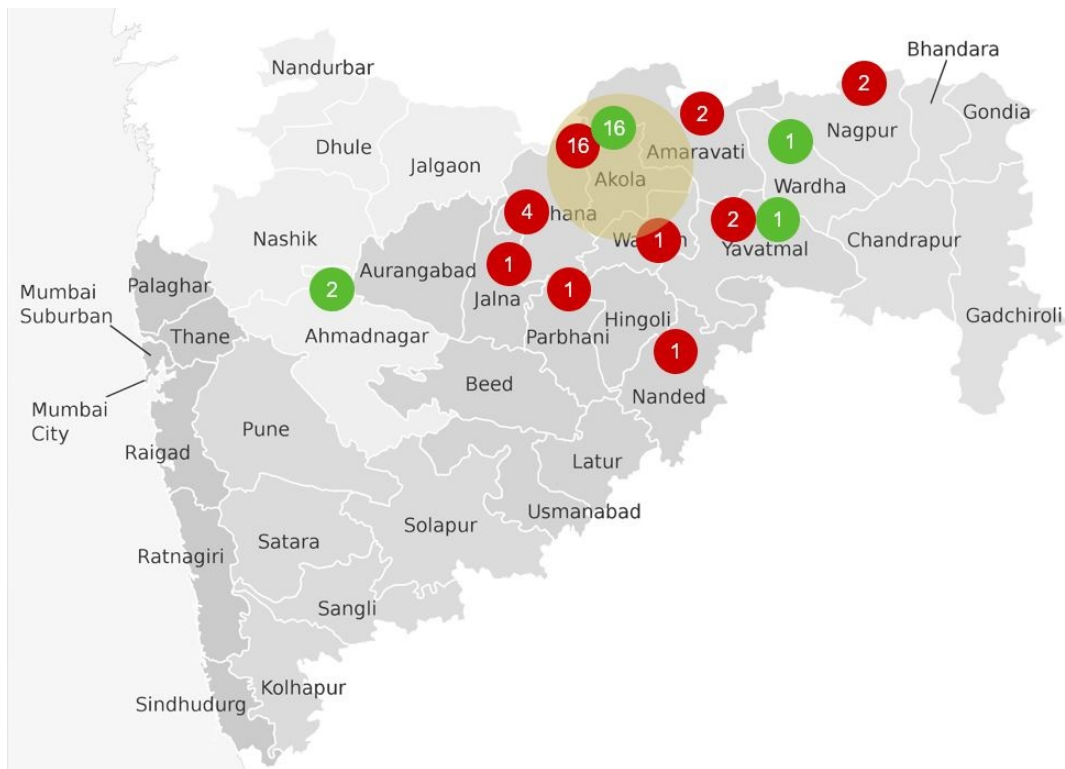 Bhandara
Nandurbar
2
Gondia
2
Nagpur
16
16
1
Amaravati
Dhule
Jalgaon
Akola
Wardha
4
hana
2
1
Nashik
1
Yavatmal
Chandrapur
Aurangabad
1
Palaghar
Jalna
1
2
Mumbai
Suburban
Hingoli
Gadchiroli
Thane
Ahmadnagar
Parbhani
1
Beed
Nanded
Mumbai
City
Pune
Raigad
Latur
Usmanabad
Solapur
Satara
Ratnagiri
Sangli
Kolhapur
Sindhudurg